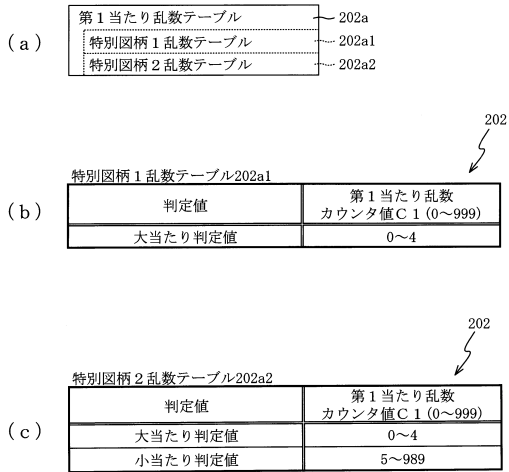 (a)
第1当たり乱数テーブル 202a
特別図柄1乱数テーブル 202a1
特別図柄2乱数テーブル 202a2
202
特別図柄1乱数テーブル202a1
(b)
判定値 第1当たり乱数
カウンタ値C1(0~999)
大当たり判定値 0~4
202
特別図柄2乱数テーブル202a2
(c)
判定値 第1当たり乱数
カウンタ値C1(0~999)
大当たり判定値 0~4
小当たり判定値 5~989